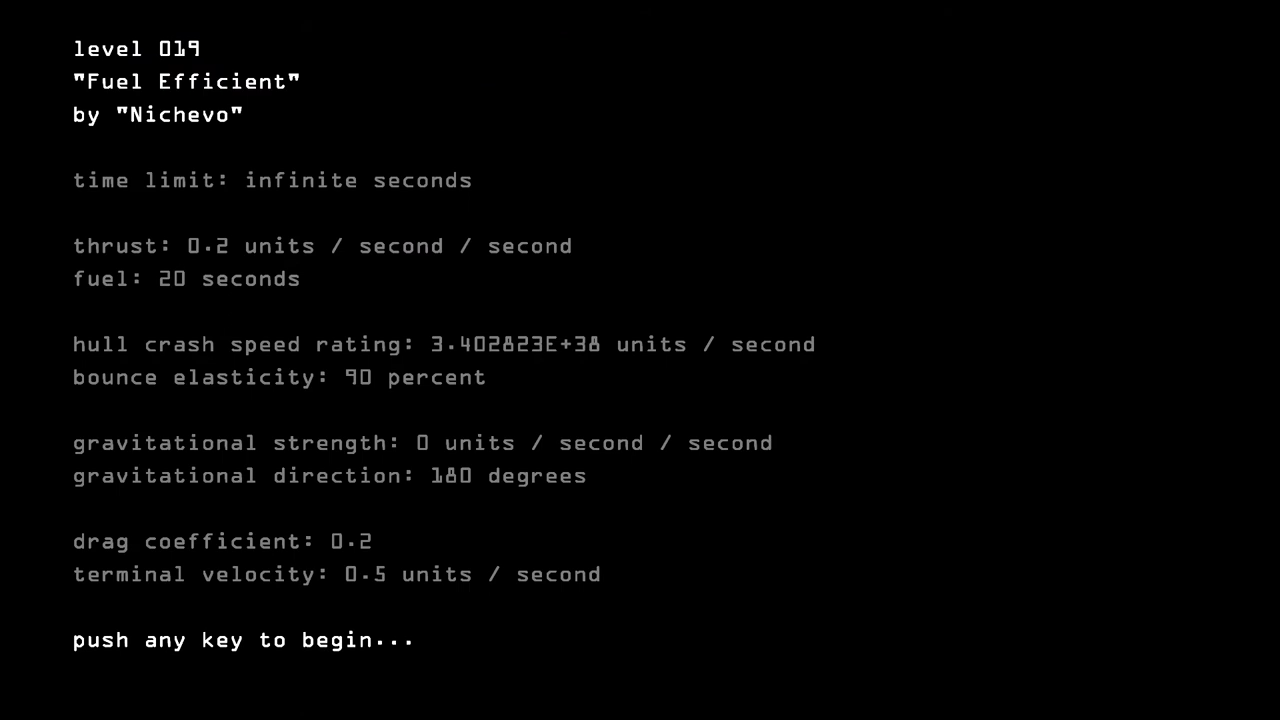 level 019
"Fuel Efficient"
by "Nichevo"
time limit: infinite seconds
thrust: 0.2 units / second / second
fuel: 20 seconds
hull crash speed rating: 3.402823E+38 units / second
bounce elasticity: 90 percent
gravitational strength: 0 units / second / second
gravitational direction: 180 degrees
drag coefficient: 0.2
terminal velocity: 0.5 units / second
push any key to begin...